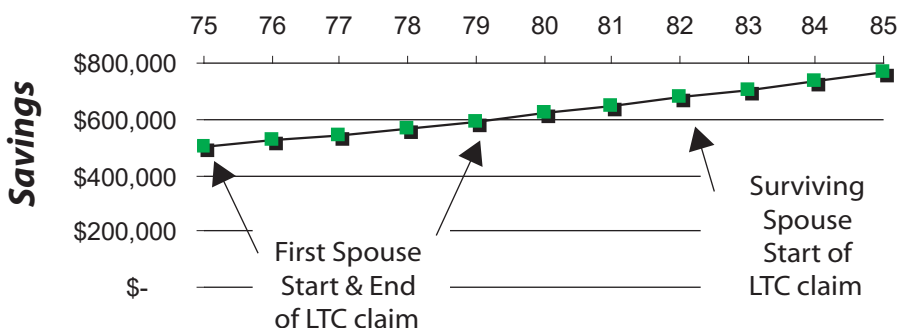 75 76 77 78 79 80 81 82 83 84 85
Savings
$800,000
$600,000
$400,000
$200,000
$-
First Spouse
Start & End
of LTC claim
Surviving
Spouse
Start of
LTC claim